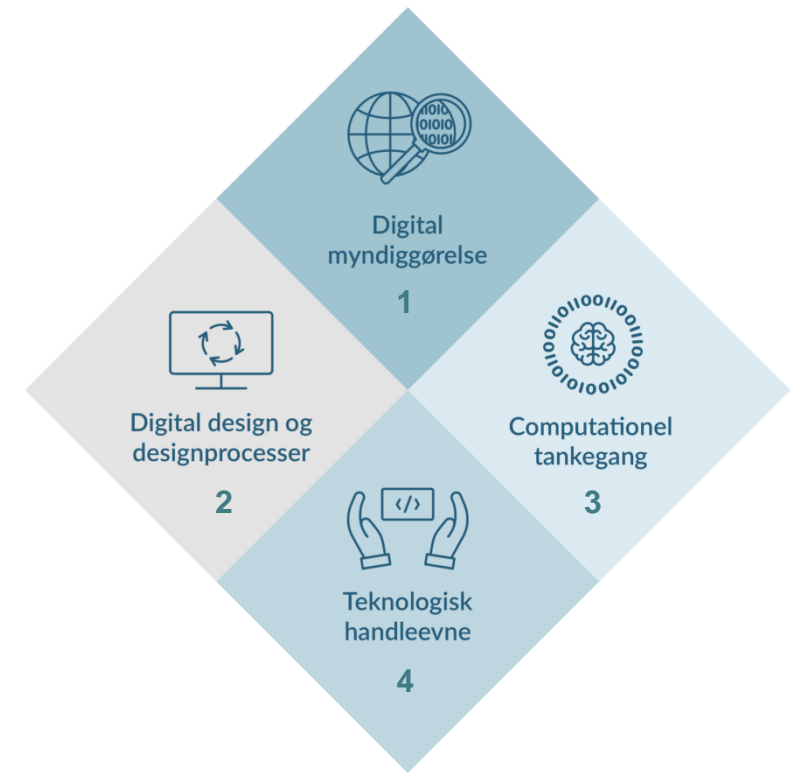 Digital
myndiggørelse
1
Digital design og
designprocesser
2
Computationel
tankegang
3
</>
Teknologisk
handleevne
4